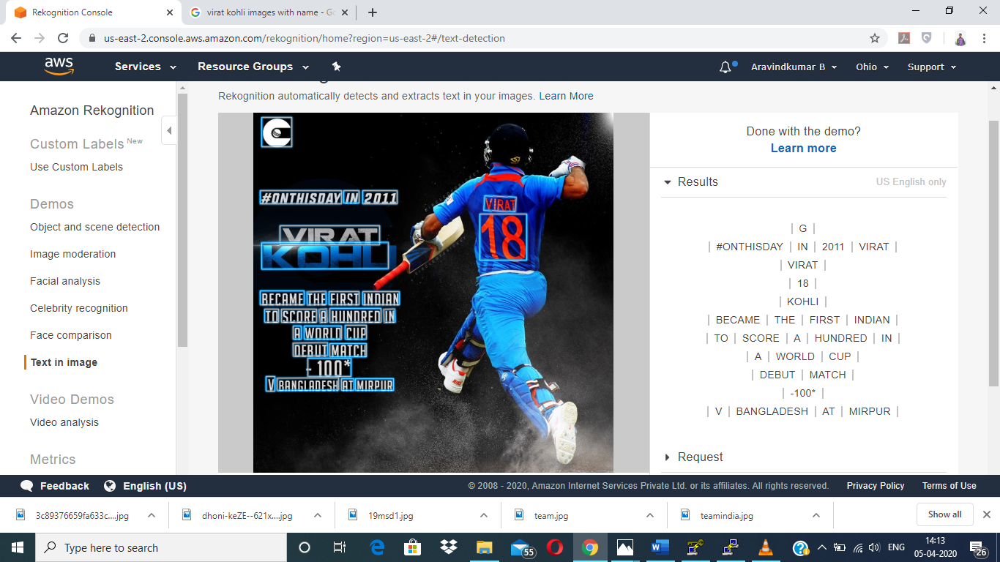 Rekognition Console
virat kohli images with name - Go
us-east-2.console.aws.amazon.com/rekognition/home?region=us-east-2#/text-detection
aws
Services
Resource Groups
Aravindkumar B
Ohio
Support
Amazon Rekognition
Custom Labels New
Use Custom Labels
Demos
Object and scene detection
Image moderation
Facial analysis
Celebrity recognition
Face comparison
Text in image
Video Demos
Video analysis
Metrics
Rekognition automatically detects and extracts text in your images. Learn More
#ONTHISDAY IN 2011
VIRAT
KOHLI
BECAME THE FIRST INDIAN
TO SCORE A HUNDRED IN
A WORLD CUP
DEBUT MATCH
- 100*
V BANGLADESH AT MIRPUR
VIRAT
18
Done with the demo?
Learn more
Results
US English only
| G |
| #ONTHISDAY | IN | 2011 | VIRAT |
| VIRAT |
| 18 |
| KOHLI |
| BECAME | THE | FIRST | INDIAN |
| TO | SCORE | A | HUNDRED | IN |
| A | WORLD | CUP |
| DEBUT | MATCH |
| -100* |
| V | BANGLADESH | AT | MIRPUR |
Request
Feedback
English (US)
© 2008 - 2020, Amazon Internet Services Private Ltd. or its affiliates. All rights reserved.
Privacy Policy
Terms of Use
3c89376659fa633c....jpg
dhoni-keZE--621x....jpg
19msd1.jpg
team.jpg
teamindia.jpg
Show all
Type here to search
55
ENG
14:13
05-04-2020
26